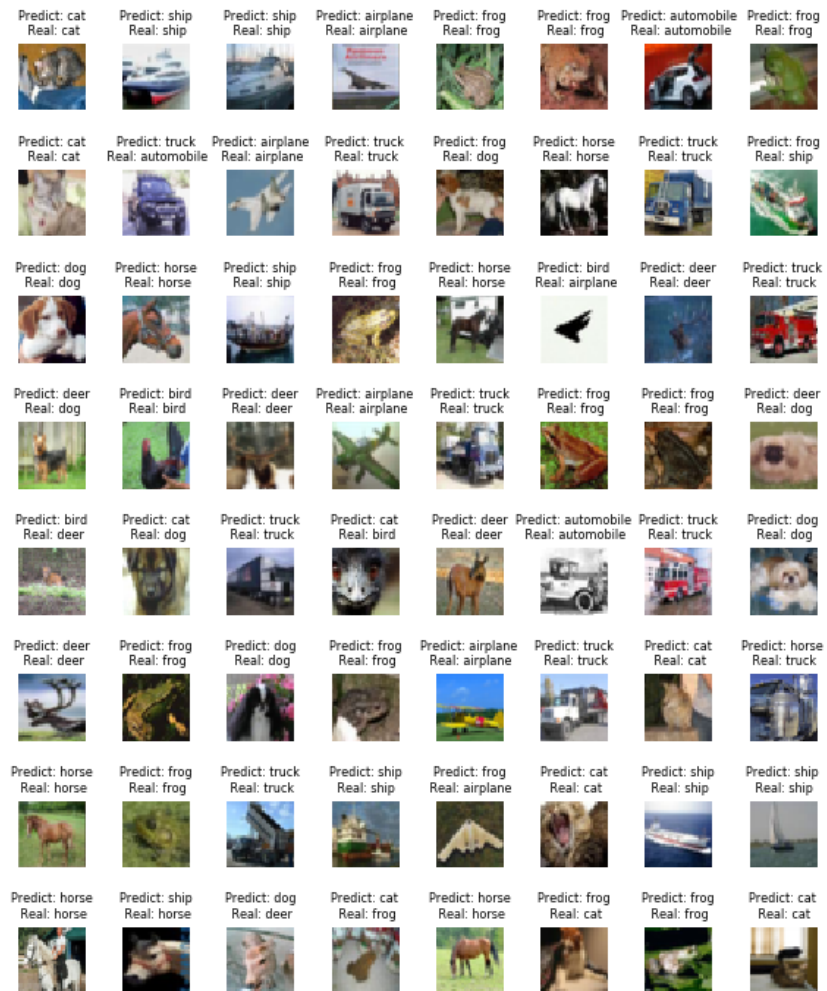 Predict: cat
Real: cat
Predict: ship
Real: ship
Predict: ship
Real: ship
Predict: airplane
Real: airplane
Predict: frog
Real: frog
Predict: frog
Real: frog
Predict: automobile
Real: automobile
Predict: frog
Real: frog
Predict: cat
Real: cat
Predict: truck
Real: automobile
Predict: airplane
Real: airplane
Predict: truck
Real: truck
Predict: frog
Real: dog
Predict: horse
Real: horse
Predict: truck
Real: truck
Predict: frog
Real: ship
Predict: dog
Real: dog
Predict: horse
Real: horse
Predict: ship
Real: ship
Predict: frog
Real: frog
Predict: horse
Real: horse
Predict: bird
Real: airplane
Predict: deer
Real: deer
Predict: truck
Real: truck
Predict: deer
Real: dog
Predict: bird
Real: bird
Predict: deer
Real: deer
Predict: airplane
Real: airplane
Predict: truck
Real: truck
Predict: frog
Real: frog
Predict: frog
Real: frog
Predict: deer
Real: dog
Predict: bird
Real: deer
Predict: cat
Real: dog
Predict: truck
Real: truck
Predict: cat
Real: bird
Predict: deer
Real: deer
Predict: automobile
Real: automobile
Predict: truck
Real: truck
Predict: dog
Real: dog
Predict: deer
Real: deer
Predict: frog
Real: frog
Predict: dog
Real: dog
Predict: frog
Real: frog
Predict: airplane
Real: airplane
Predict: truck
Real: truck
Predict: cat
Real: cat
Predict: horse
Real: truck
Predict: horse
Real: horse
Predict: frog
Real: frog
Predict: truck
Real: truck
Predict: ship
Real: ship
Predict: frog
Real: airplane
Predict: cat
Real: cat
Predict: ship
Real: ship
Predict: ship
Real: ship
Predict: horse
Real: horse
Predict: ship
Real: horse
Predict: dog
Real: deer
Predict: cat
Real: frog
Predict: horse
Real: horse
Predict: frog
Real: cat
Predict: frog
Real: frog
Predict: cat
Real: cat